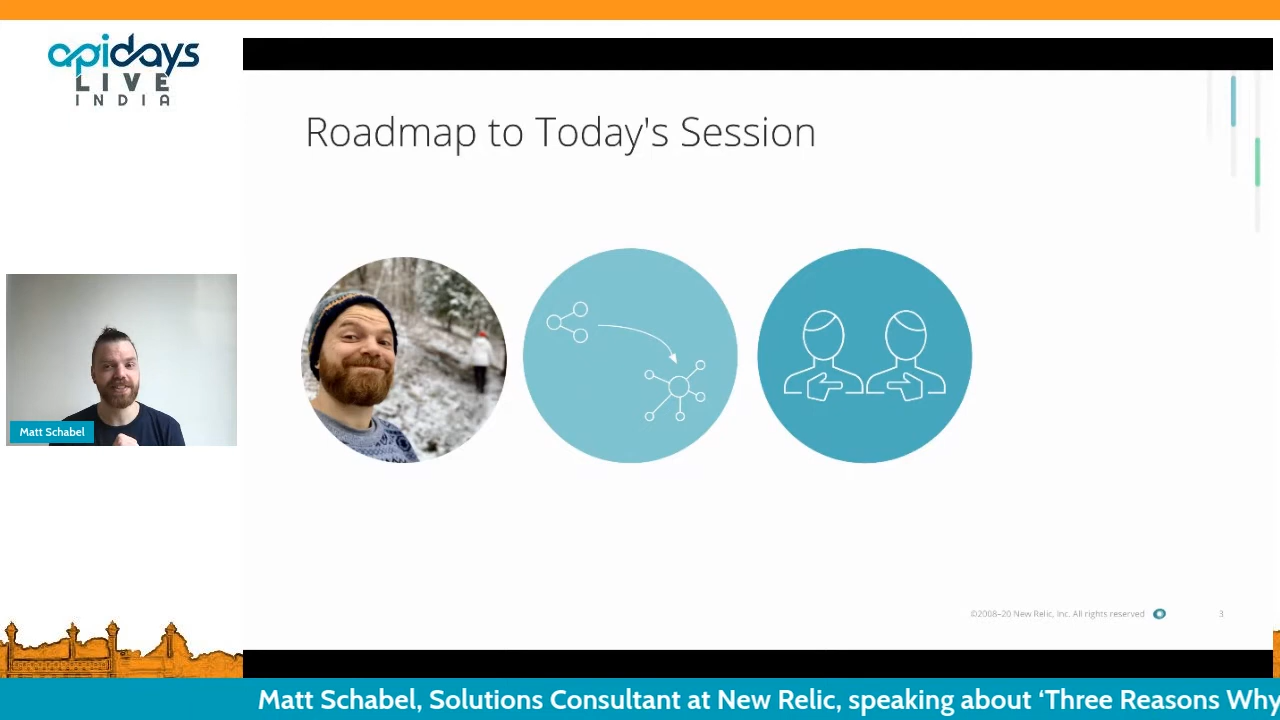 apidays
LIVE
INDIA
Roadmap to Today's Session
Matt Schabel
©2008–20 New Relic, Inc. All rights reserved
3
Matt Schabel, Solutions Consultant at New Relic, speaking about ‘Three Reasons Why